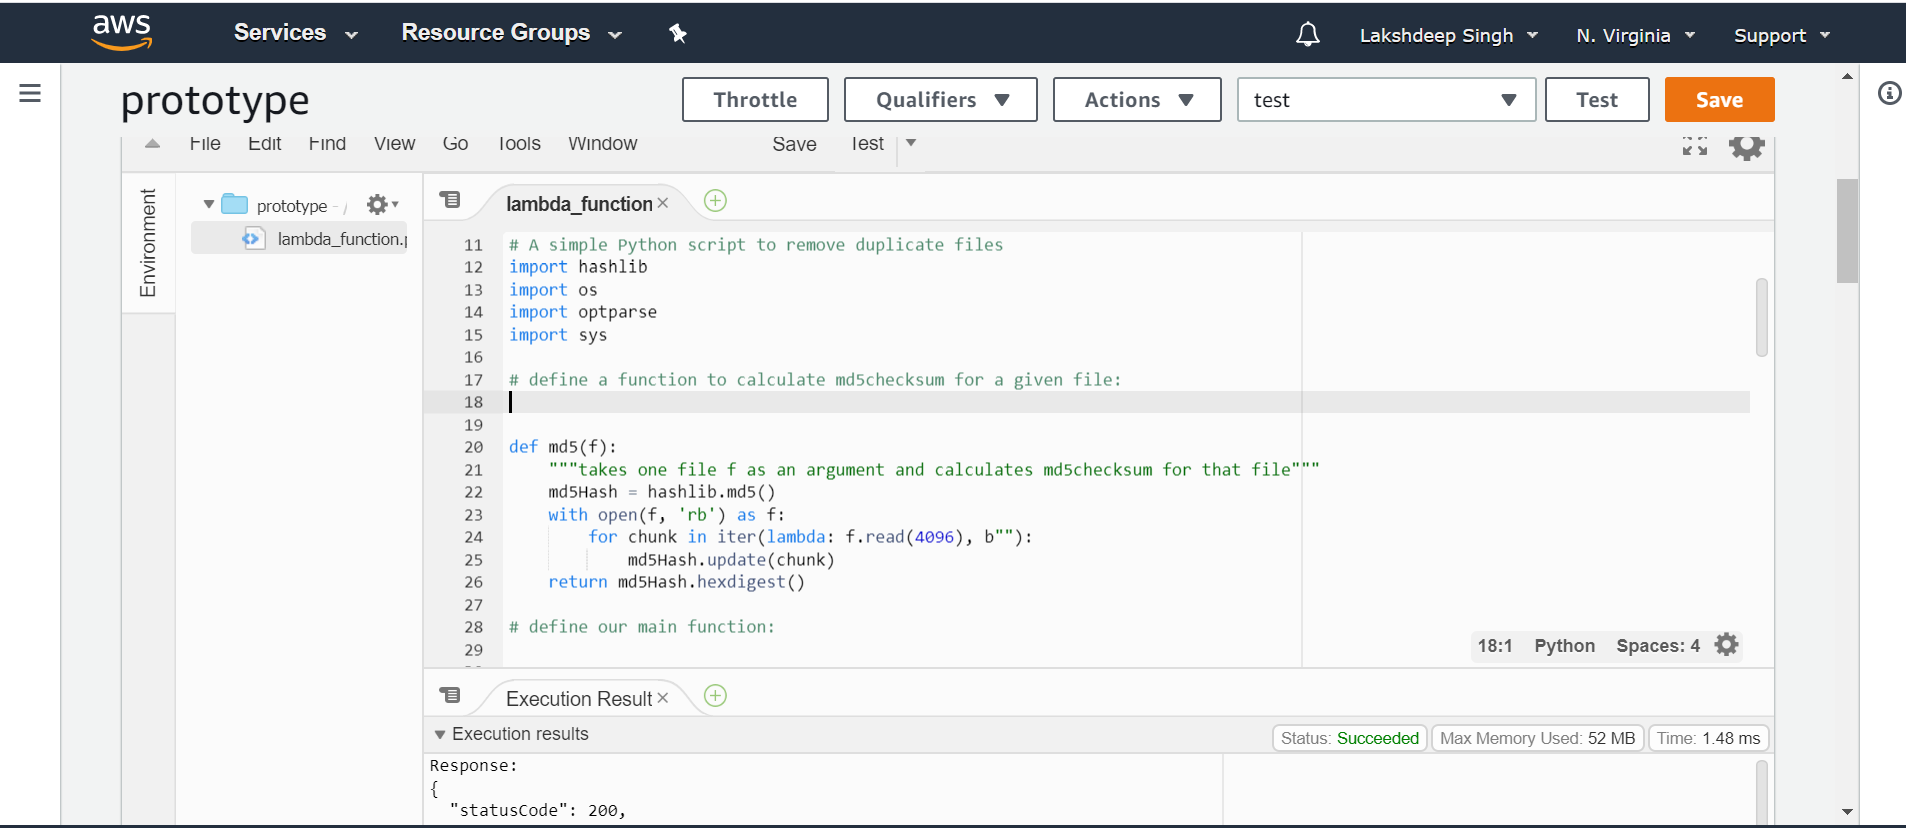 aws Services Resource Groups Lakshdeep Singh N. Virginia Support
prototype Throttle Qualifiers Actions test Test Save
File Edit Find View Go Tools Window Save Test
Environment
prototype - /
lambda_function.p
lambda_function
11 # A simple Python script to remove duplicate files
12 import hashlib
13 import os
14 import optparse
15 import sys
16
17 # define a function to calculate md5checksum for a given file:
18
19
20 def md5(f):
21 """takes one file f as an argument and calculates md5checksum for that file"""
22 md5Hash = hashlib.md5()
23 with open(f, 'rb') as f:
24 for chunk in iter(lambda: f.read(4096), b""):
25 md5Hash.update(chunk)
26 return md5Hash.hexdigest()
27
28 # define our main function:
29
18:1 Python Spaces: 4
Execution Result
Execution results
Status: Succeeded Max Memory Used: 52 MB Time: 1.48 ms
Response:
{
"statusCode": 200,